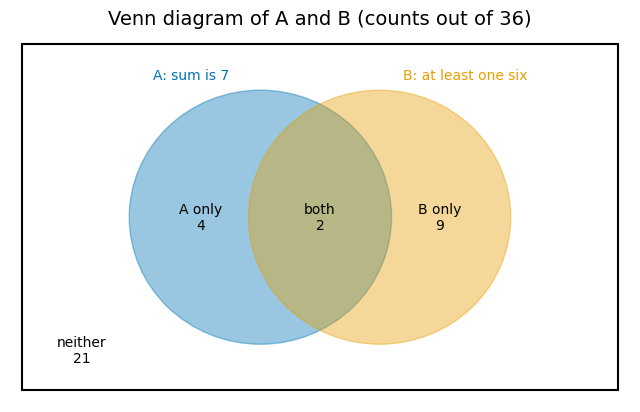 Venn diagram of A and B (counts out of 36)
A: sum is 7
B: at least one six
A only
4
both
2
B only
9
neither
21